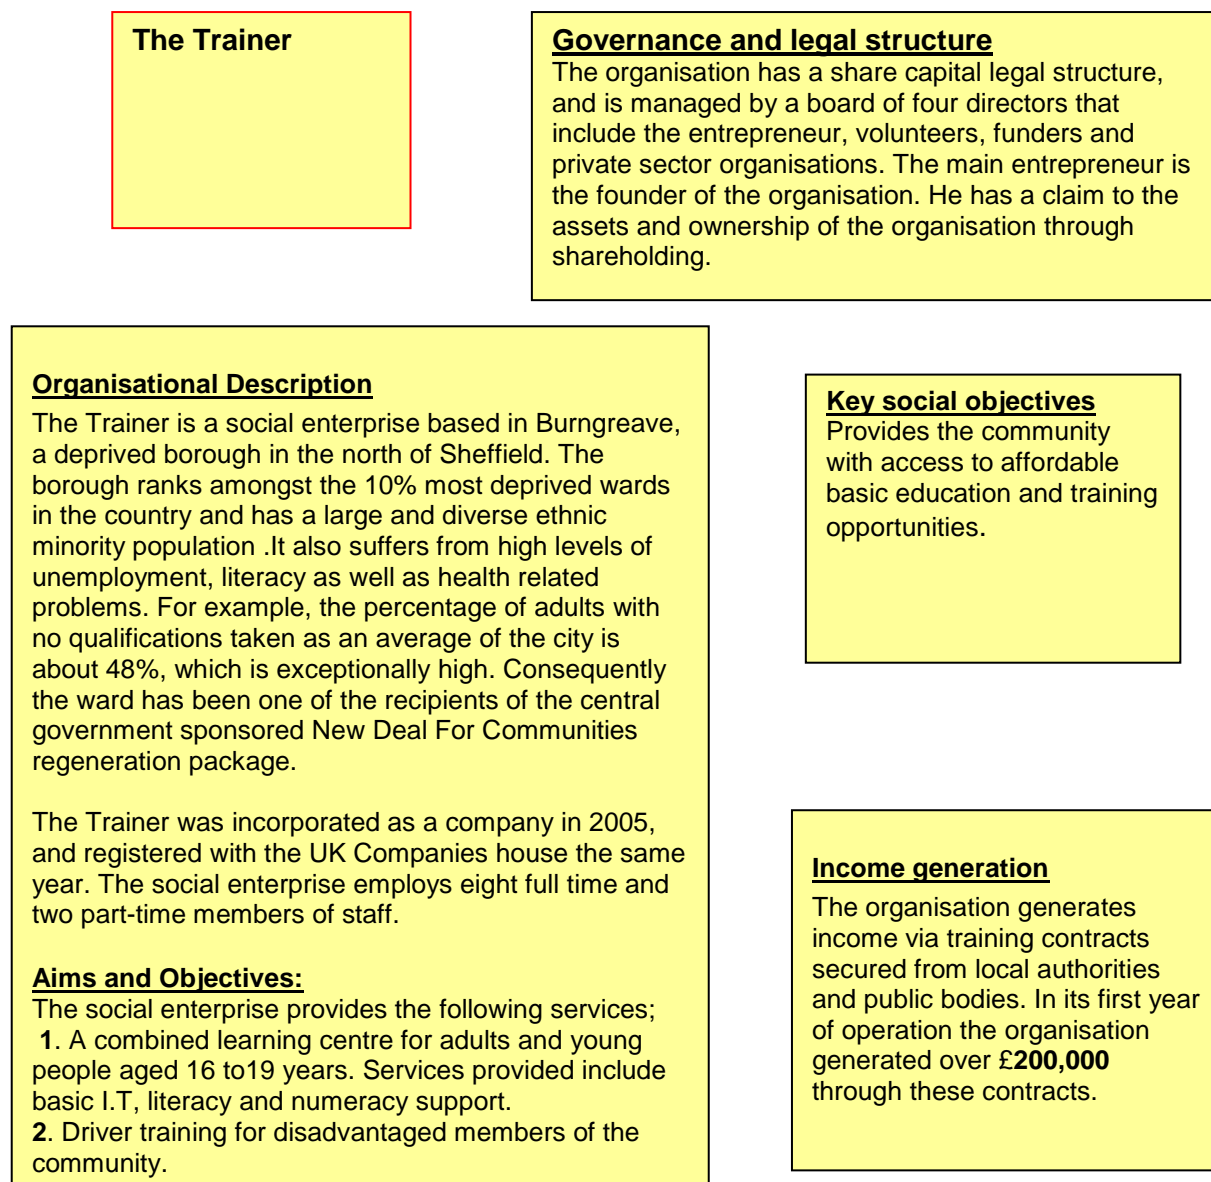 The Trainer
Governance and legal structure
The organisation has a share capital legal structure,
and is managed by a board of four directors that
include the entrepreneur, volunteers, funders and
private sector organisations. The main entrepreneur is
the founder of the organisation. He has a claim to the
assets and ownership of the organisation through
shareholding.
Organisational Description
The Trainer is a social enterprise based in Burngreave,
a deprived borough in the north of Sheffield. The
borough ranks amongst the 10% most deprived wards
in the country and has a large and diverse ethnic
minority population .It also suffers from high levels of
unemployment, literacy as well as health related
problems. For example, the percentage of adults with
no qualifications taken as an average of the city is
about 48%, which is exceptionally high. Consequently
the ward has been one of the recipients of the central
government sponsored New Deal For Communities
regeneration package.
The Trainer was incorporated as a company in 2005,
and registered with the UK Companies house the same
year. The social enterprise employs eight full time and
two part-time members of staff.
Aims and Objectives:
The social enterprise provides the following services;
1. A combined learning centre for adults and young
people aged 16 to19 years. Services provided include
basic I.T, literacy and numeracy support.
2. Driver training for disadvantaged members of the
community.
Key social objectives
Provides the community
with access to affordable
basic education and training
opportunities.
Income generation
The organisation generates
income via training contracts
secured from local authorities
and public bodies. In its first year
of operation the organisation
generated over £200,000
through these contracts.